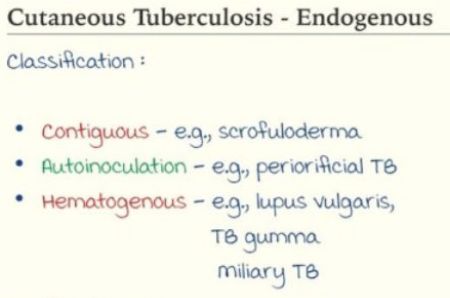 Cutaneous Tuberculosis - Endogenous
Classification :
• Contiguous - e.g., scrofuloderma
• Autoinoculation - e.g., periorificial TB
• Hematogenous - e.g., lupus vulgaris,
TB gumma
miliary TB